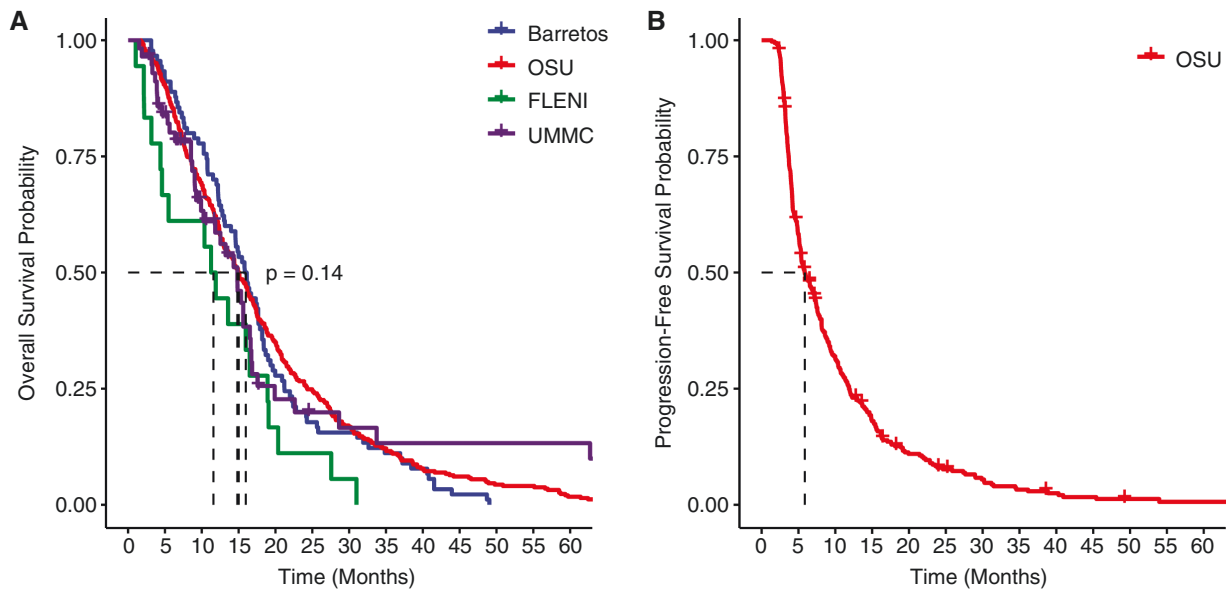 A
Overall Survival Probability
1.00
0.75
0.50
0.25
0.00
Barretos
OSU
FLENI
UMMC
p = 0.14
0 5 10 15 20 25 30 35 40 45 50 55 60
Time (Months)
B
Progression-Free Survival Probability
1.00
0.75
0.50
0.25
0.00
OSU
0 5 10 15 20 25 30 35 40 45 50 55 60
Time (Months)